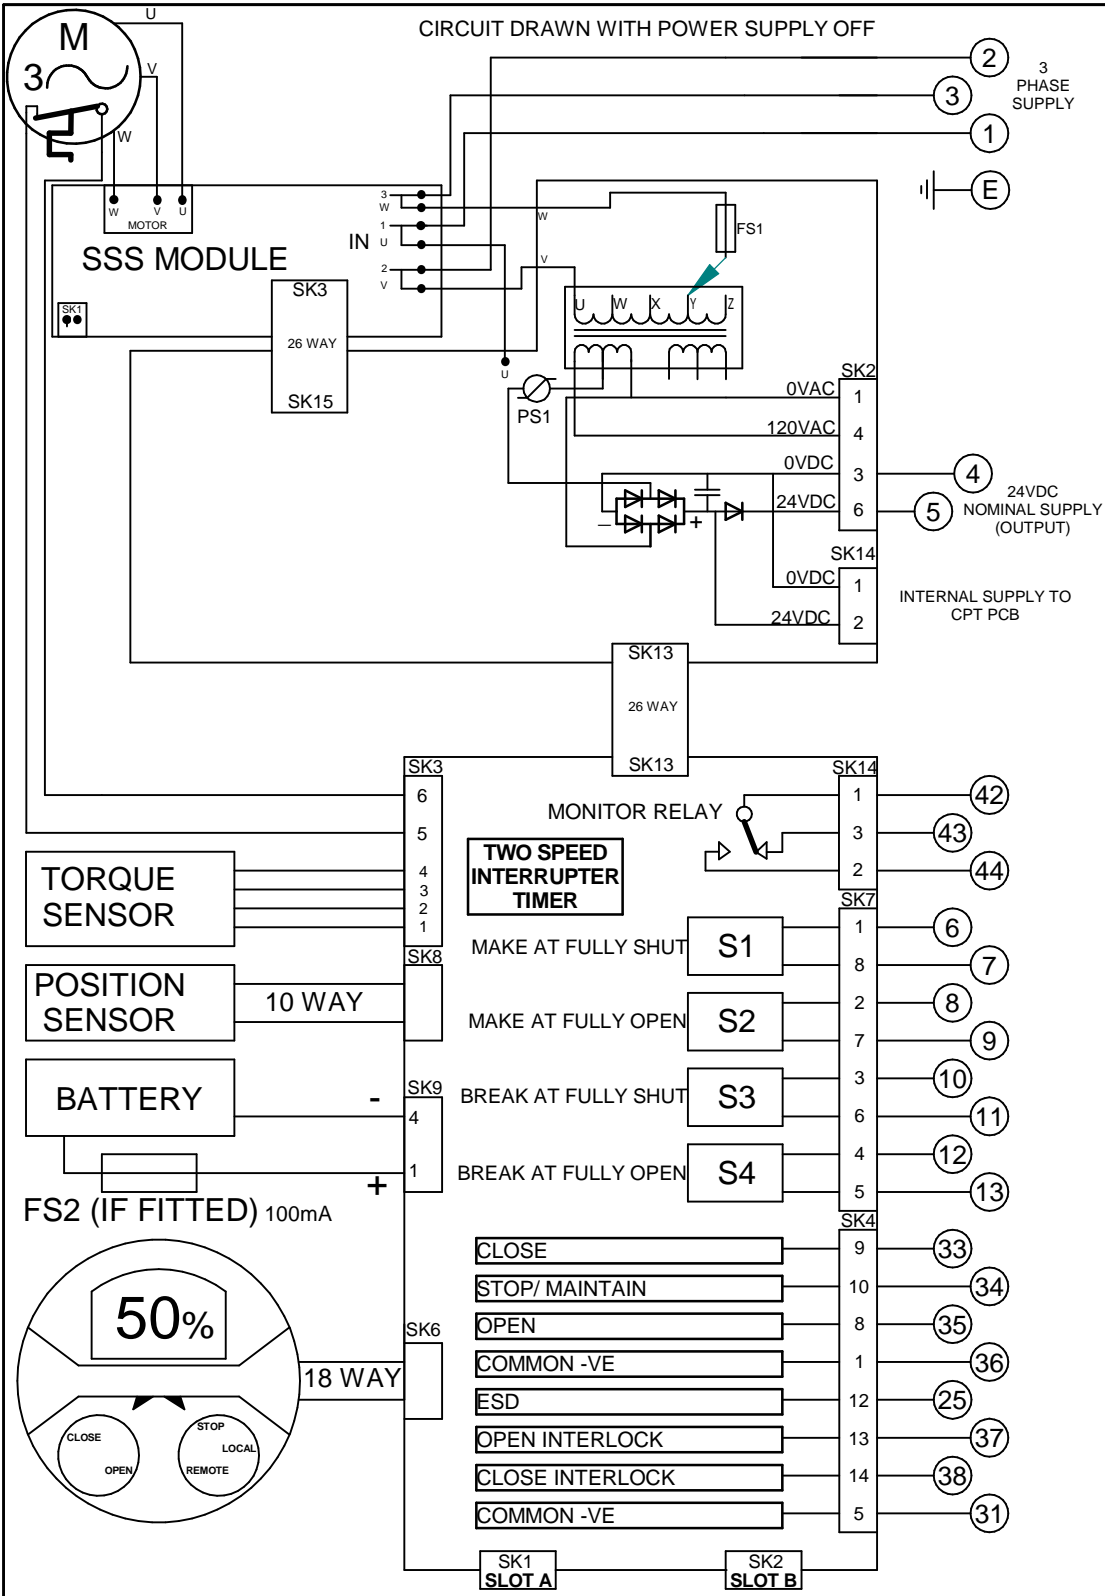 CIRCUIT DRAWN WITH POWER SUPPLY OFF
U
M
3
V
W
2
3
1
E
3
PHASE
SUPPLY
W
V
U
MOTOR
SSS MODULE
IN
3
W
1
U
2
V
W
V
FS1
SK1
SK3
26 WAY
SK15
U
W
X
Y
Z
U
PS1
SK2
0VAC
1
120VAC
4
0VDC
3
4
24VDC
6
5
24VDC
NOMINAL SUPPLY
(OUTPUT)
+
SK14
0VDC
1
24VDC
2
INTERNAL SUPPLY TO
CPT PCB
SK13
26 WAY
SK13
SK3
6
5
4
3
2
1
TORQUE
SENSOR
TWO SPEED
INTERRUPTER
TIMER
MONITOR RELAY
SK14
1
42
3
43
2
44
SK7
MAKE AT FULLY SHUT
S1
1
6
8
7
MAKE AT FULLY OPEN
S2
2
8
7
9
BREAK AT FULLY SHUT
S3
3
10
6
11
BREAK AT FULLY OPEN
S4
4
12
5
13
SK8
POSITION
SENSOR
10 WAY
BATTERY
-
SK9
4
1
+
FS2 (IF FITTED) 100mA
SK4
CLOSE
9
33
STOP/ MAINTAIN
10
34
OPEN
8
35
COMMON -VE
1
36
ESD
12
25
OPEN INTERLOCK
13
37
CLOSE INTERLOCK
14
38
COMMON -VE
5
31
50%
SK6
18 WAY
CLOSE
OPEN
STOP
LOCAL
REMOTE
SK1
SLOT A
SK2
SLOT B